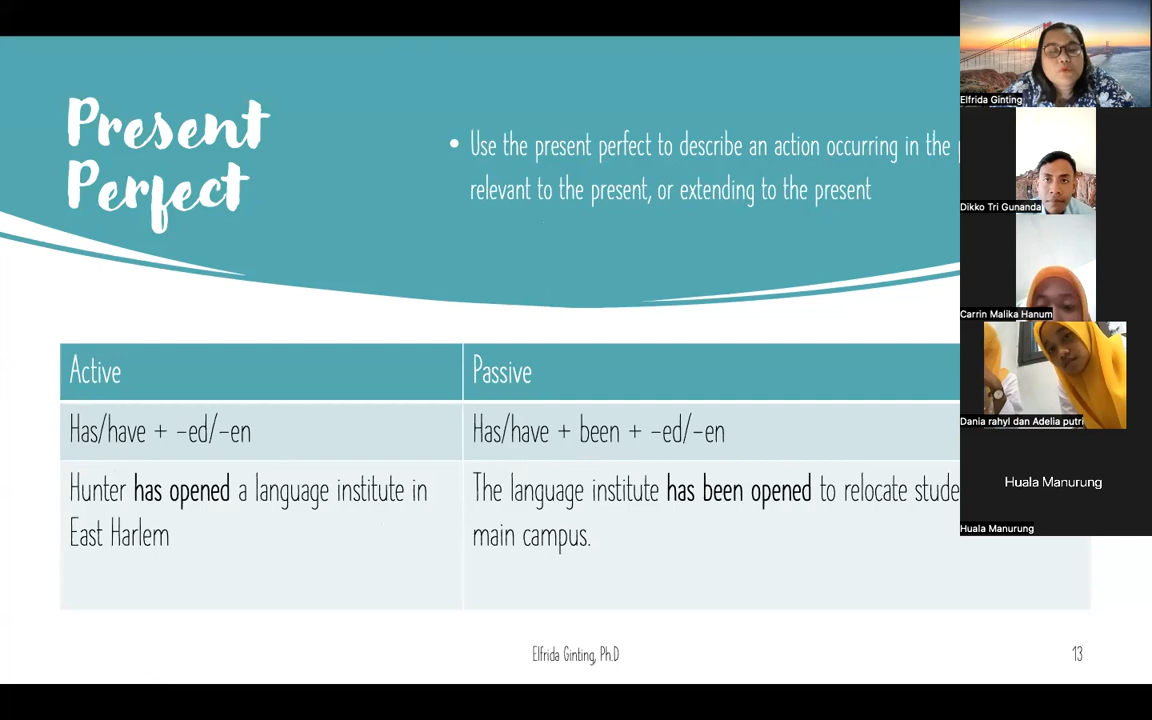 Present
Perfect
• Use the present perfect to describe an action occurring in the
relevant to the present, or extending to the present
Active
Passive
Has/have + -ed/-en
Has/have + been + -ed/-en
Hunter has opened a language institute in
East Harlem
The language institute has been opened to relocate
main campus.
Elfrida Ginting, Ph.D
13
Elfrida Ginting
Dikko Tri Gunanda
Carrin Malika Hanum
Dania rahyl dan Adelia putri
Huala Manurung
Huala Manurung